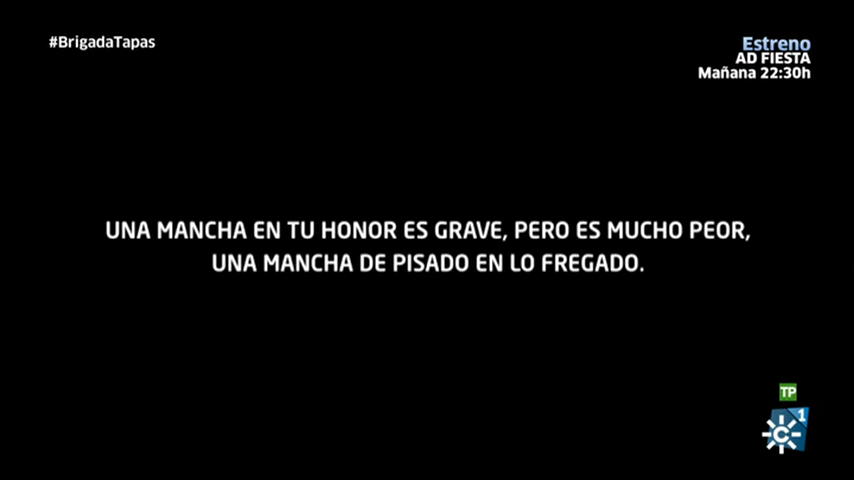 #BrigadaTapas
Estreno
AD FIESTA
Mañana 22:30h
UNA MANCHA EN TU HONOR ES GRAVE, PERO ES MUCHO PEOR,
UNA MANCHA DE PISADO EN LO FREGADO.
TP
1